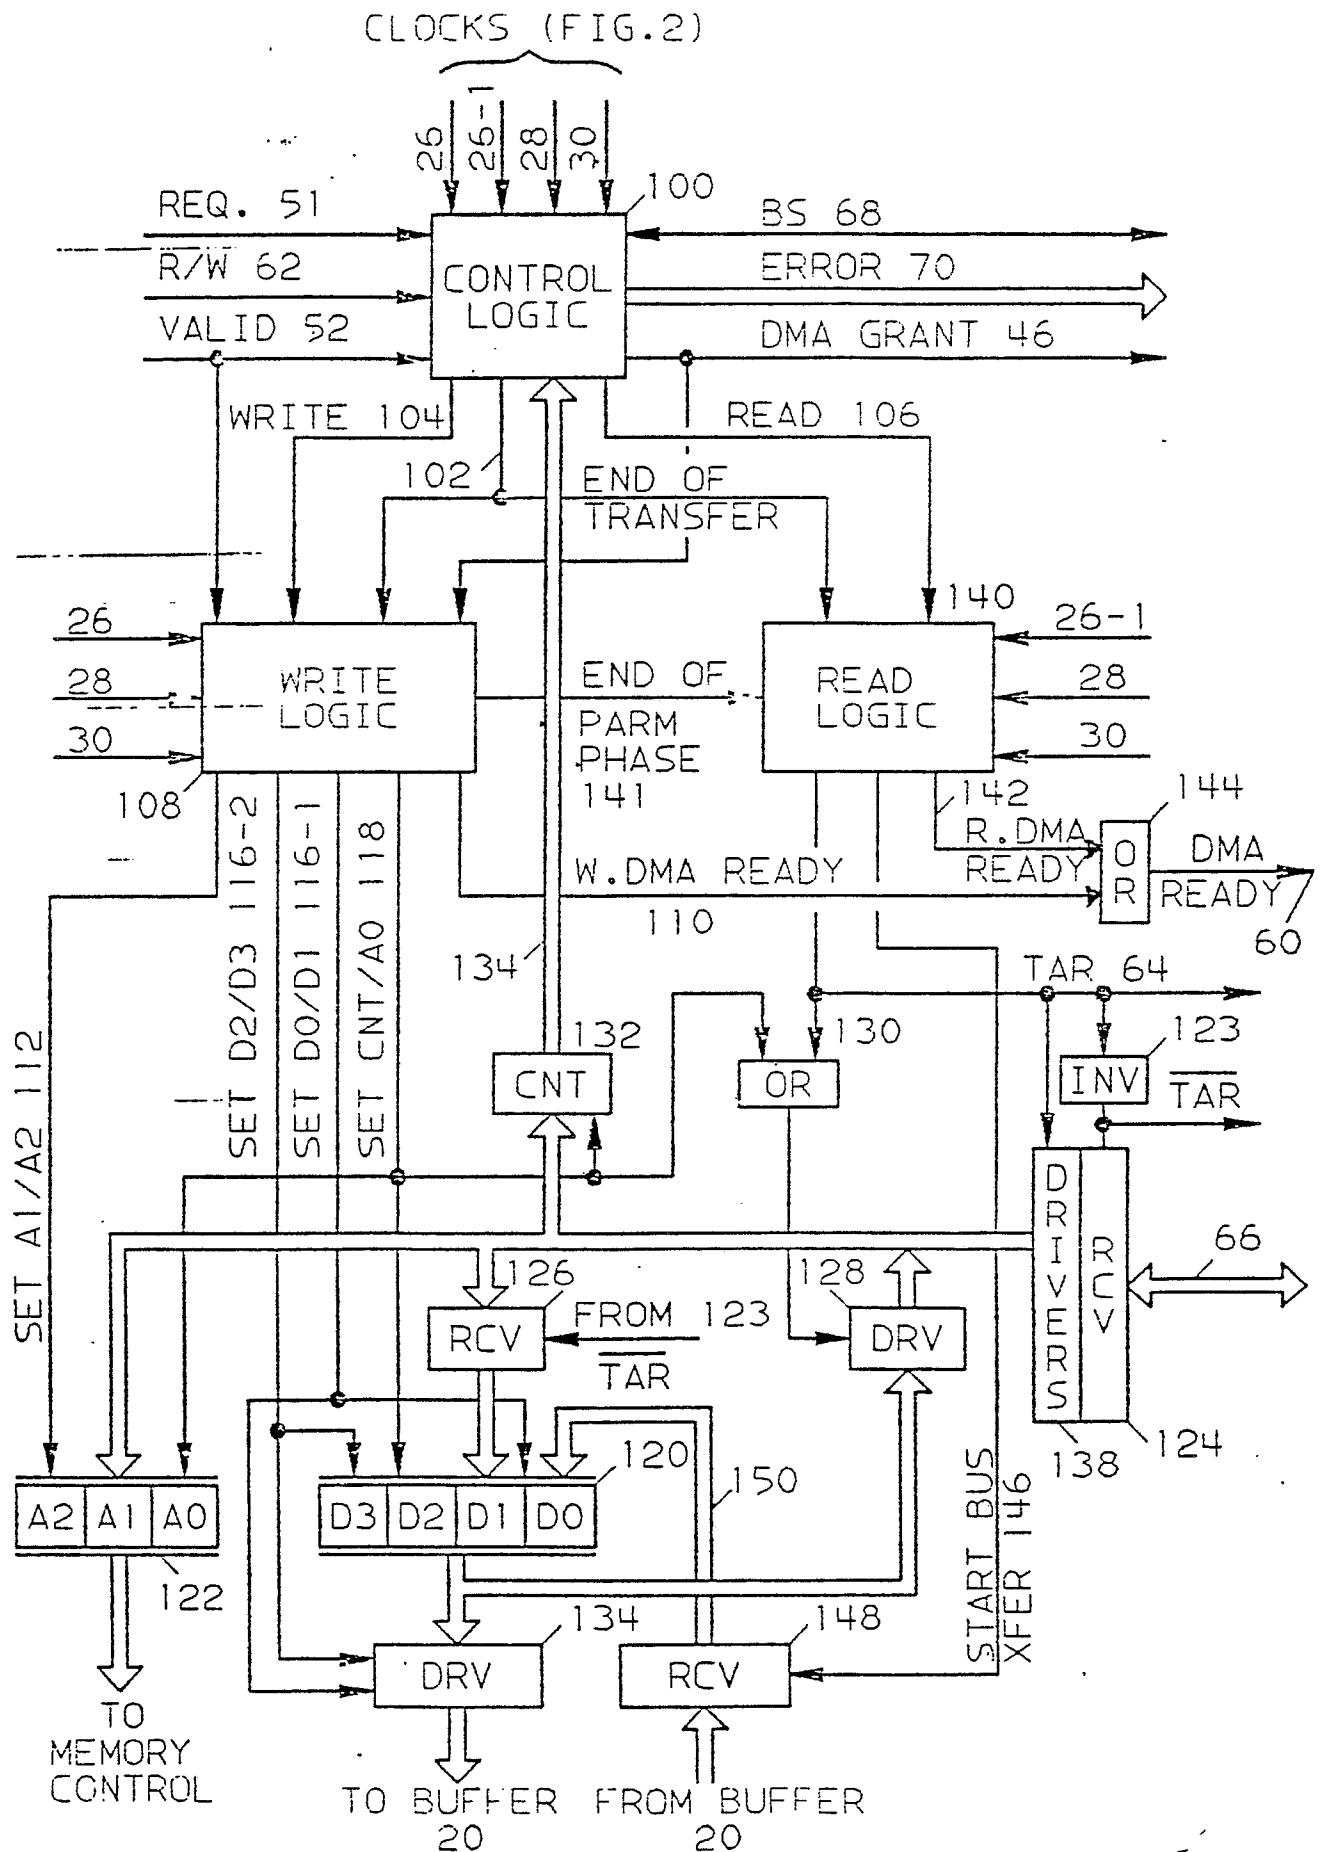 CLOCKS (FIG.2)
26
26-1
28
30
100
REQ. 51
R/W 62
VALID 52
CONTROL
LOGIC
BS 68
ERROR 70
DMA GRANT 46
WRITE 104
READ 106
102
END OF
TRANSFER
140
26
28
30
WRITE
LOGIC
END OF
PARM
PHASE
141
READ
LOGIC
26-1
28
30
108
142
144
R.DMA
READY
OR
DMA
READY
60
W.DMA READY
110
SET A1/A2 112
SET D2/D3 116-2
SET D0/D1 116-1
SET CNT/A0 118
134
TAR 64
132
CNT
130
OR
123
INV
TAR
DRIVERS
RCV
66
126
RCV
FROM 123
TAR
128
DRV
138
124
120
150
A2 A1 A0
D3 D2 D1 D0
122
134
148
START BUS
XFER 146
DRV
RCV
TO
MEMORY
CONTROL
TO BUFFER
20
FROM BUFFER
20